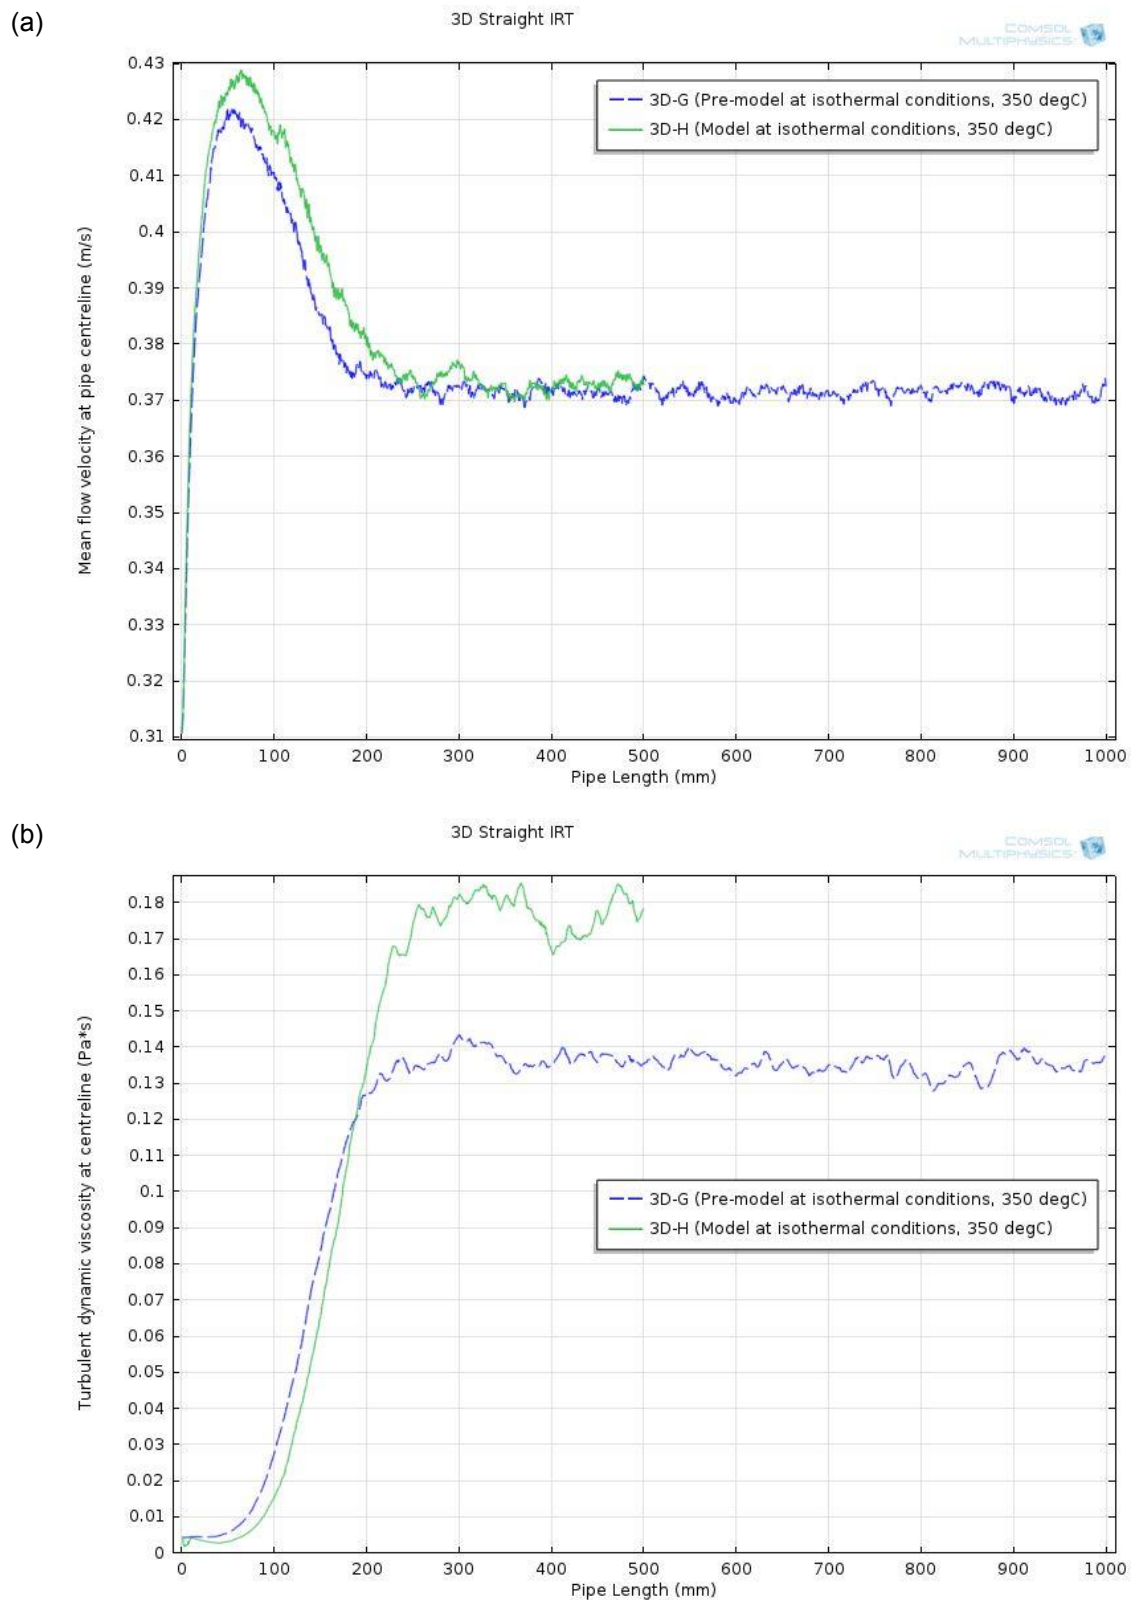 (a)
3D Straight IRT
COMSOL
MULTIPHYSICS
0.43
0.42
0.41
0.4
0.39
0.38
0.37
0.36
0.35
0.34
0.33
0.32
0.31
Mean flow velocity at pipe centreline (m/s)
3D-G (Pre-model at isothermal conditions, 350 degC)
3D-H (Model at isothermal conditions, 350 degC)
0 100 200 300 400 500 600 700 800 900 1000
Pipe Length (mm)
(b)
3D Straight IRT
COMSOL
MULTIPHYSICS
0.18
0.17
0.16
0.15
0.14
0.13
0.12
0.11
0.1
0.09
0.08
0.07
0.06
0.05
0.04
0.03
0.02
0.01
0
Turbulent dynamic viscosity at centreline (Pa*s)
3D-G (Pre-model at isothermal conditions, 350 degC)
3D-H (Model at isothermal conditions, 350 degC)
0 100 200 300 400 500 600 700 800 900 1000
Pipe Length (mm)